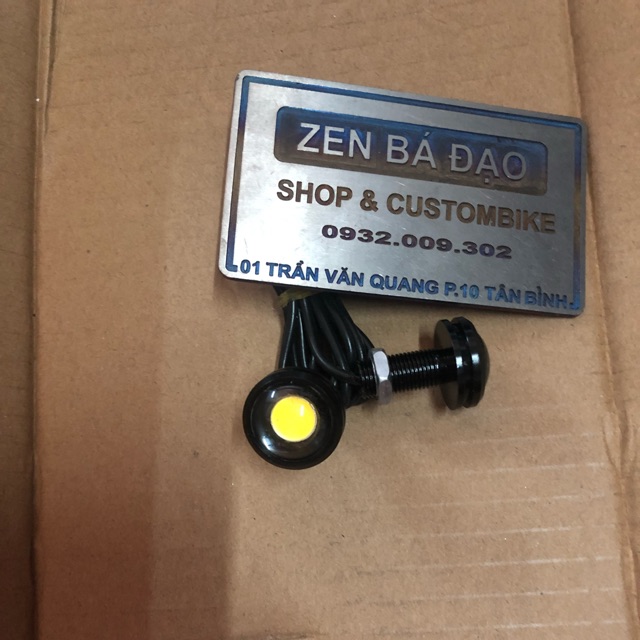 ZEN BÁ ĐẠO
SHOP & CUSTOMBIKE
0932.009.302
01 TRẦN VĂN QUANG P.10 TÂN BÌNH